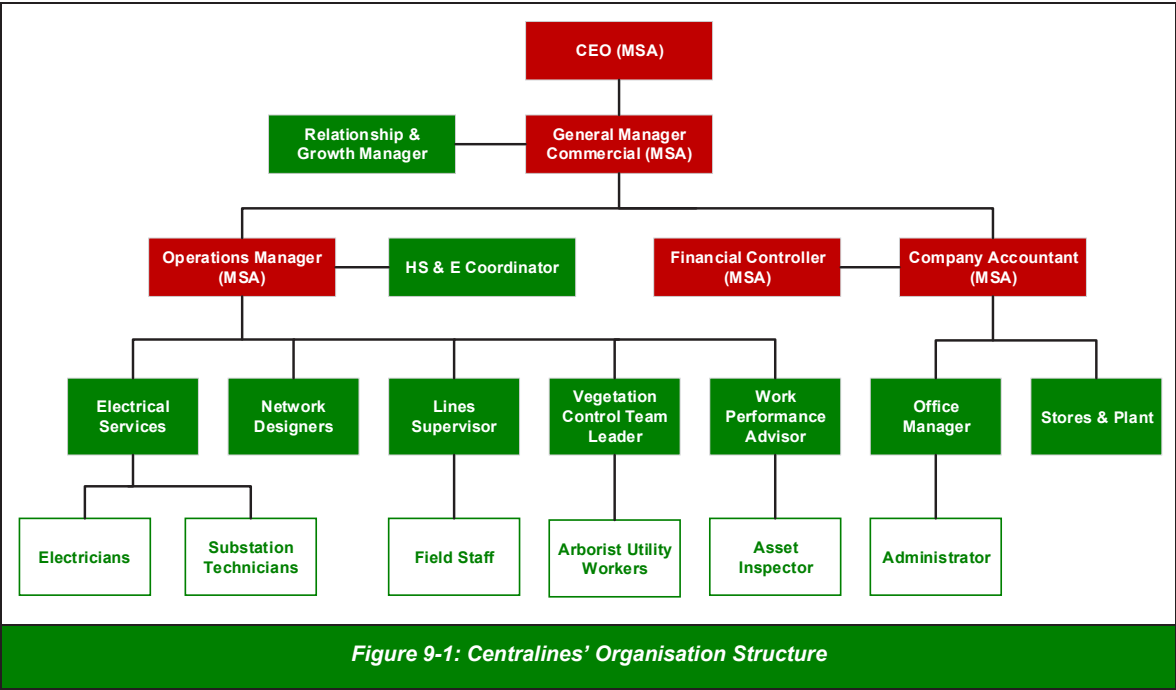 CEO (MSA)
Relationship &
Growth Manager
General Manager
Commercial (MSA)
Operations Manager
(MSA)
HS & E Coordinator
Financial Controller
(MSA)
Company Accountant
(MSA)
Electrical
Services
Network
Designers
Lines
Supervisor
Vegetation
Control Team
Leader
Work
Performance
Advisor
Office
Manager
Stores & Plant
Electricians
Substation
Technicians
Field Staff
Arborist Utility
Workers
Asset
Inspector
Administrator
Figure 9-1: Centralines’ Organisation Structure